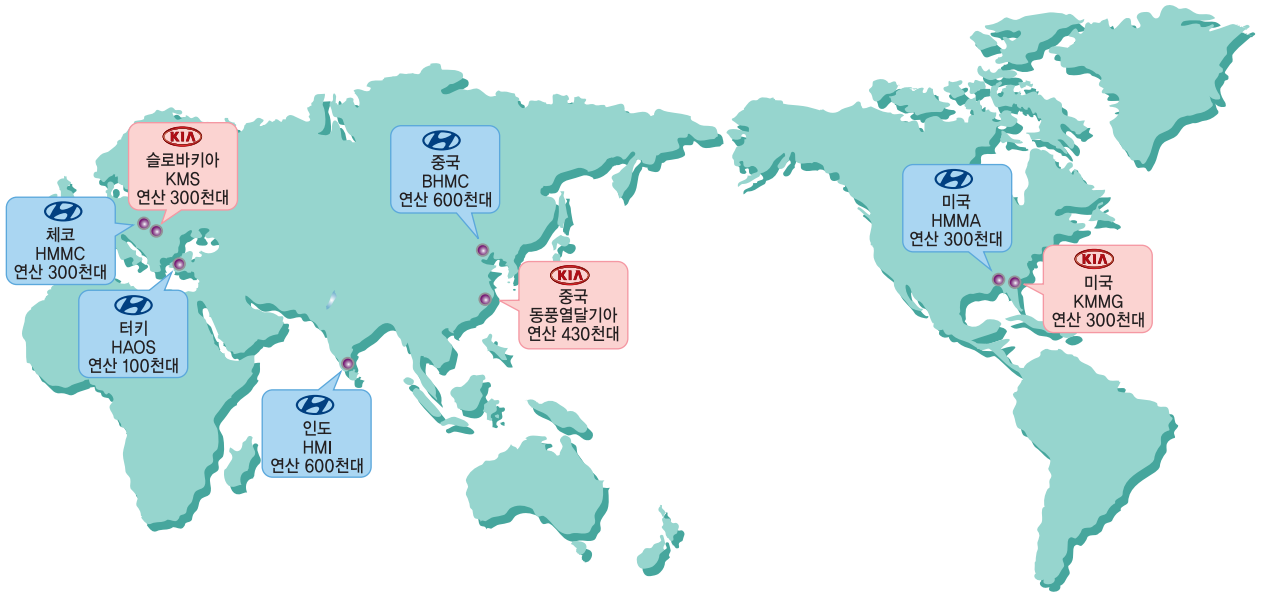 KIA
슬로바키아
KMS
연산 300천대
체코
HMMC
연산 300천대
터키
HAOS
연산 100천대
인도
HMI
연산 600천대
중국
BHMC
연산 600천대
KIA
중국
동풍열달기아
연산 430천대
미국
HMMA
연산 300천대
KIA
미국
KMMG
연산 300천대